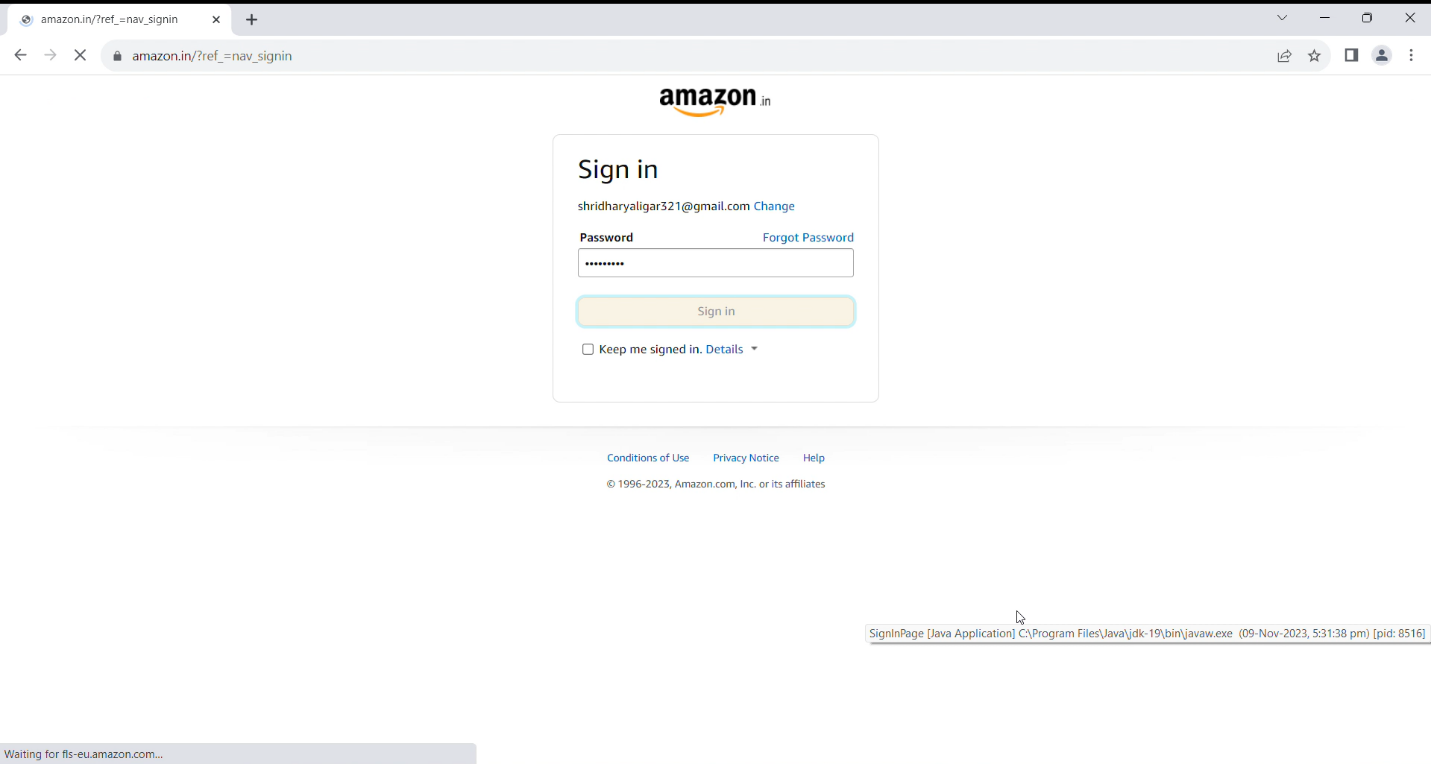 amazon.in/?ref_=nav_signin
amazon.in/?ref_=nav_signin
amazon.in
Sign in
shridharyaligar321@gmail.com Change
Password Forgot Password
•••••••••
Sign in
Keep me signed in. Details
Conditions of Use Privacy Notice Help
© 1996-2023, Amazon.com, Inc. or its affiliates
SignInPage [Java Application] C:\Program Files\Java\jdk-19\bin\javaw.exe (09-Nov-2023, 5:31:38 pm) [pid: 8516]
Waiting for fls-eu.amazon.com...